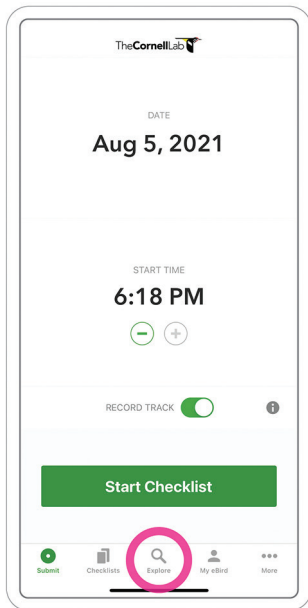 TheCornellLab
DATE
Aug 5, 2021
START TIME
6:18 PM
RECORD TRACK
Start Checklist
Submit Checklists Explore My eBird More